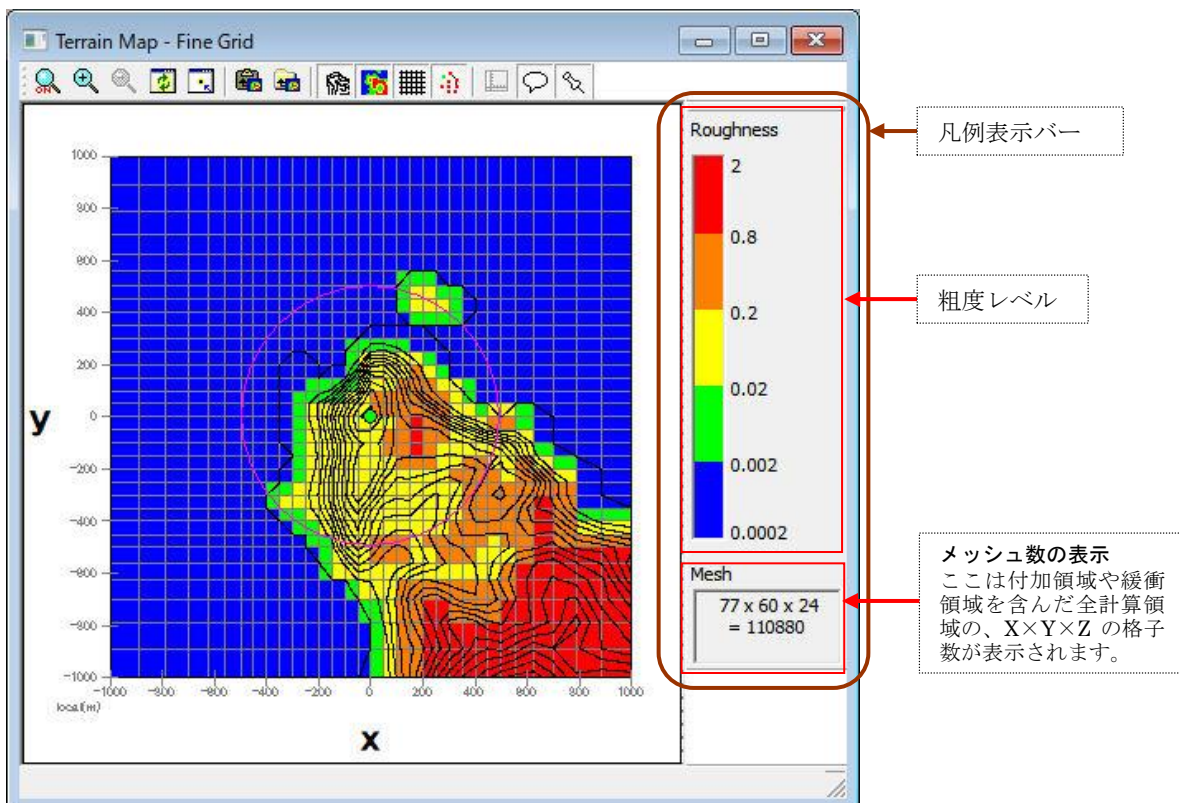 Terrain Map - Fine Grid
ON
Roughness
2
0.8
0.2
0.02
0.002
0.0002
Mesh
77 x 60 x 24
= 110880
1000
800
600
400
200
0
-200
-400
-600
-800
-1000
y
-1000
-800
-600
-400
-200
0
200
400
600
800
1000
local(m)
x
凡例表示バー
粗度レベル
メッシュ数の表示
ここは付加領域や緩衝
領域を含んだ全計算領
域の、X×Y×Z の格子
数が表示されます。